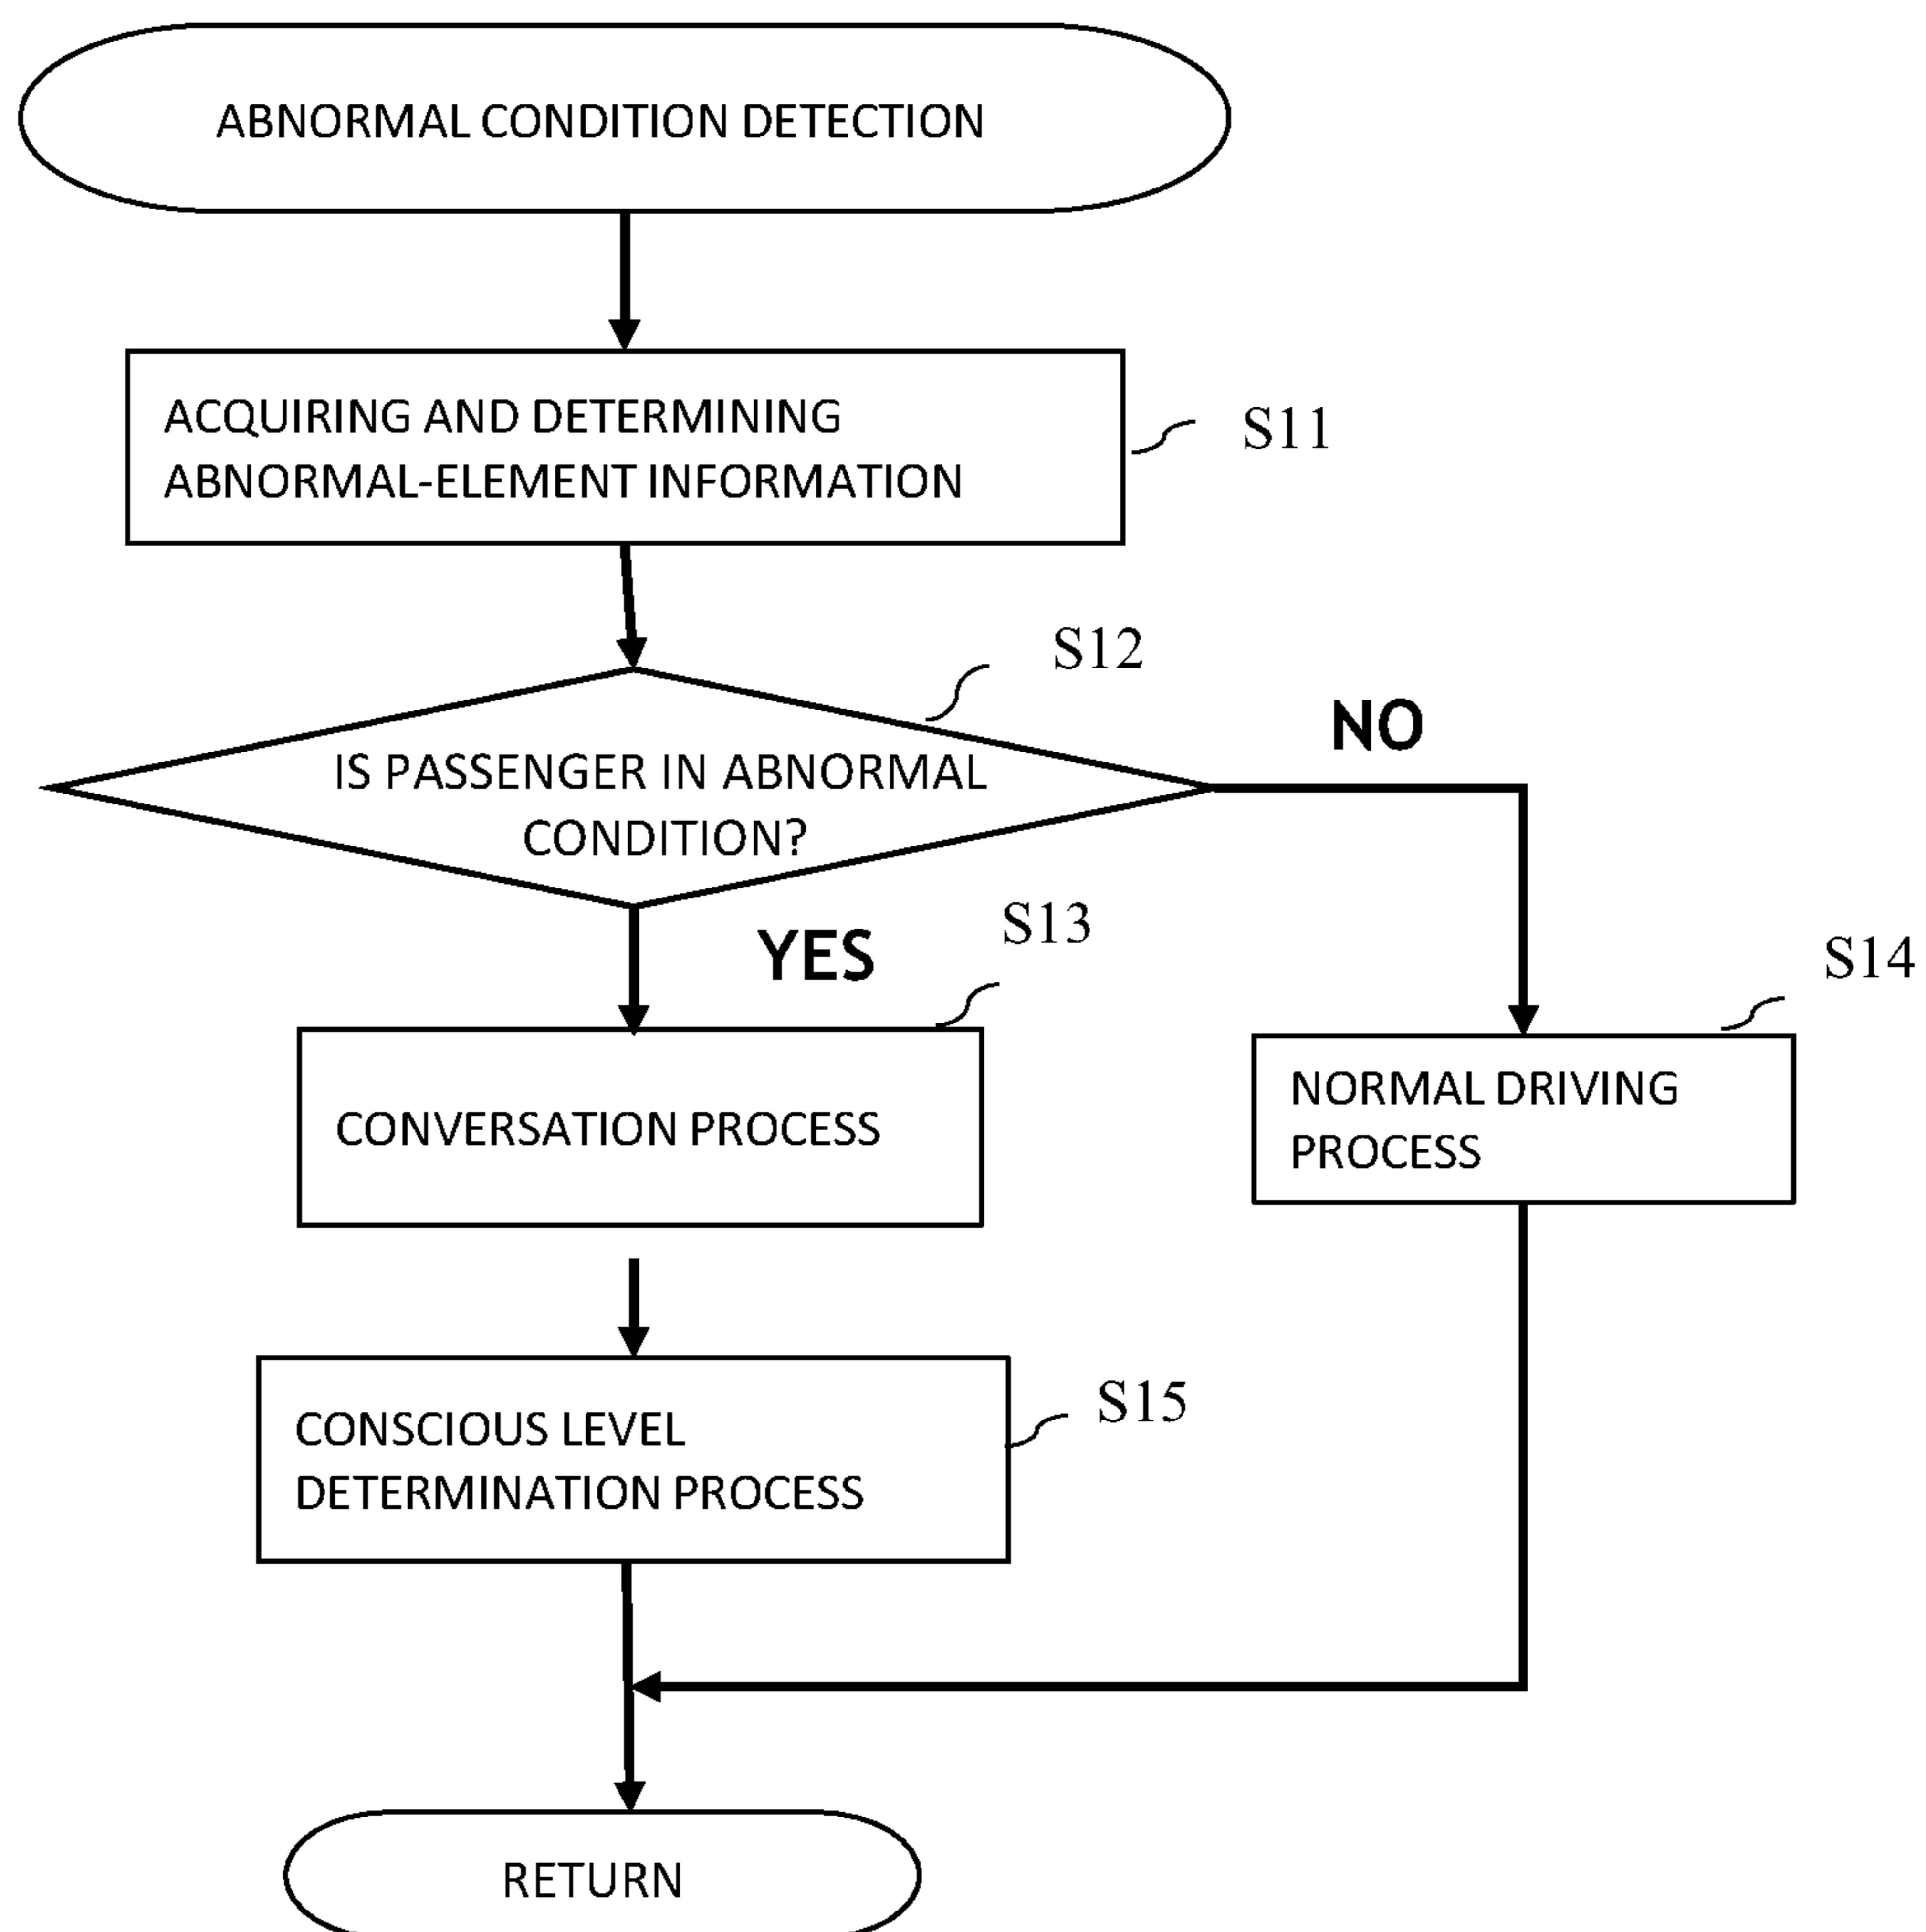 ABNORMAL CONDITION DETECTION
ACQUIRING AND DETERMINING
ABNORMAL-ELEMENT INFORMATION
S11
S12
IS PASSENGER IN ABNORMAL
CONDITION?
NO
YES
S13
S14
CONVERSATION PROCESS
NORMAL DRIVING
PROCESS
CONSCIOUS LEVEL
DETERMINATION PROCESS
S15
RETURN